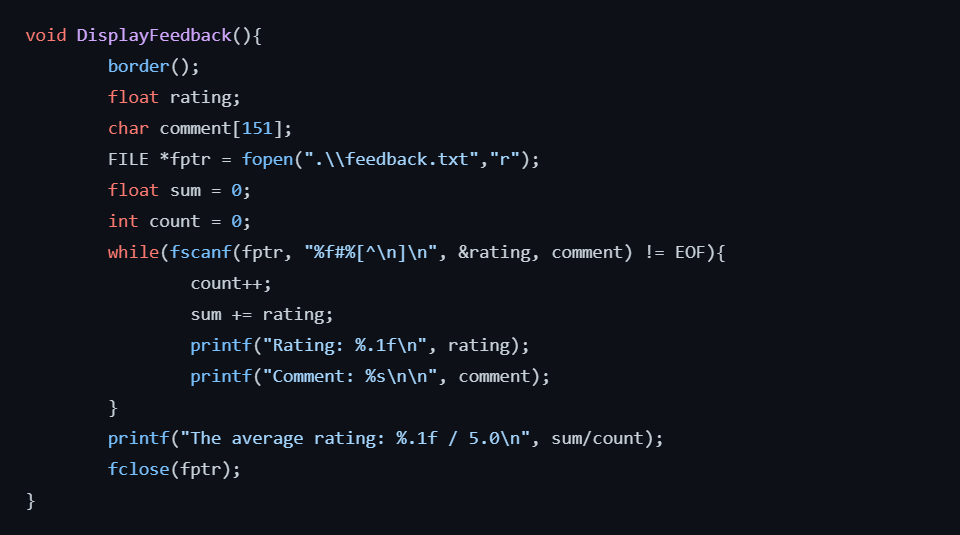 void DisplayFeedback(){
        border();
        float rating;
        char comment[151];
        FILE *fptr = fopen(".\\feedback.txt","r");
        float sum = 0;
        int count = 0;
        while(fscanf(fptr, "%f#%[^\n]\n", &rating, comment) != EOF){
                count++;
                sum += rating;
                printf("Rating: %.1f\n", rating);
                printf("Comment: %s\n\n", comment);
        }
        printf("The average rating: %.1f / 5.0\n", sum/count);
        fclose(fptr);
}